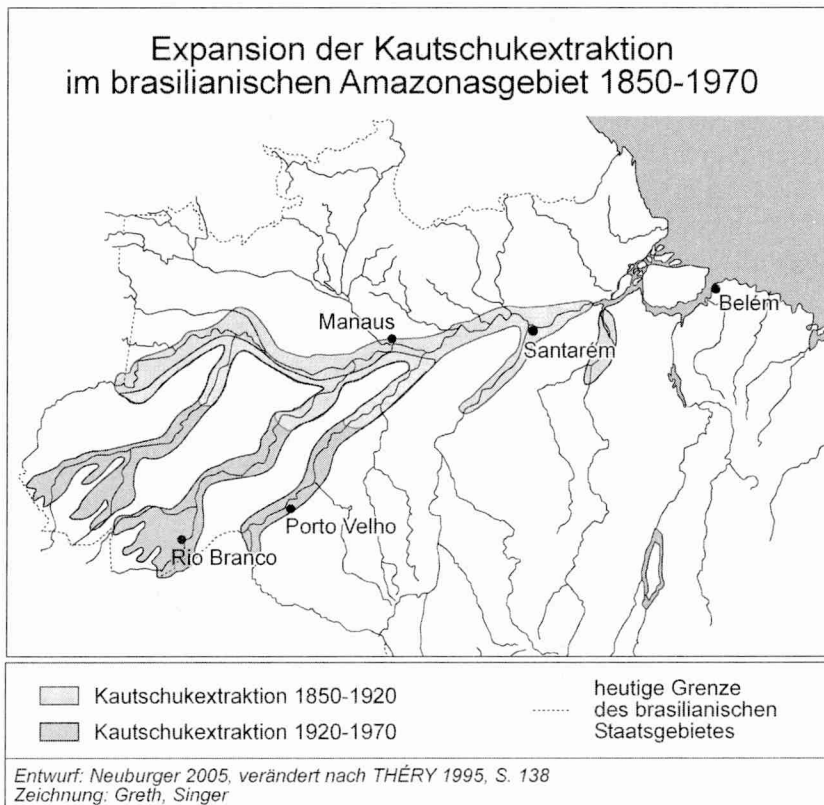 Expansion der Kautschukextraktion
im brasilianischen Amazonasgebiet 1850-1970
Manaus
Santarém
Belém
Porto Velho
Rio Branco
Kautschukextraktion 1850-1920
Kautschukextraktion 1920-1970
heutige Grenze
des brasilianischen
Staatsgebietes
Entwurf: Neuburger 2005, verändert nach THÉRY 1995, S. 138
Zeichnung: Greth, Singer